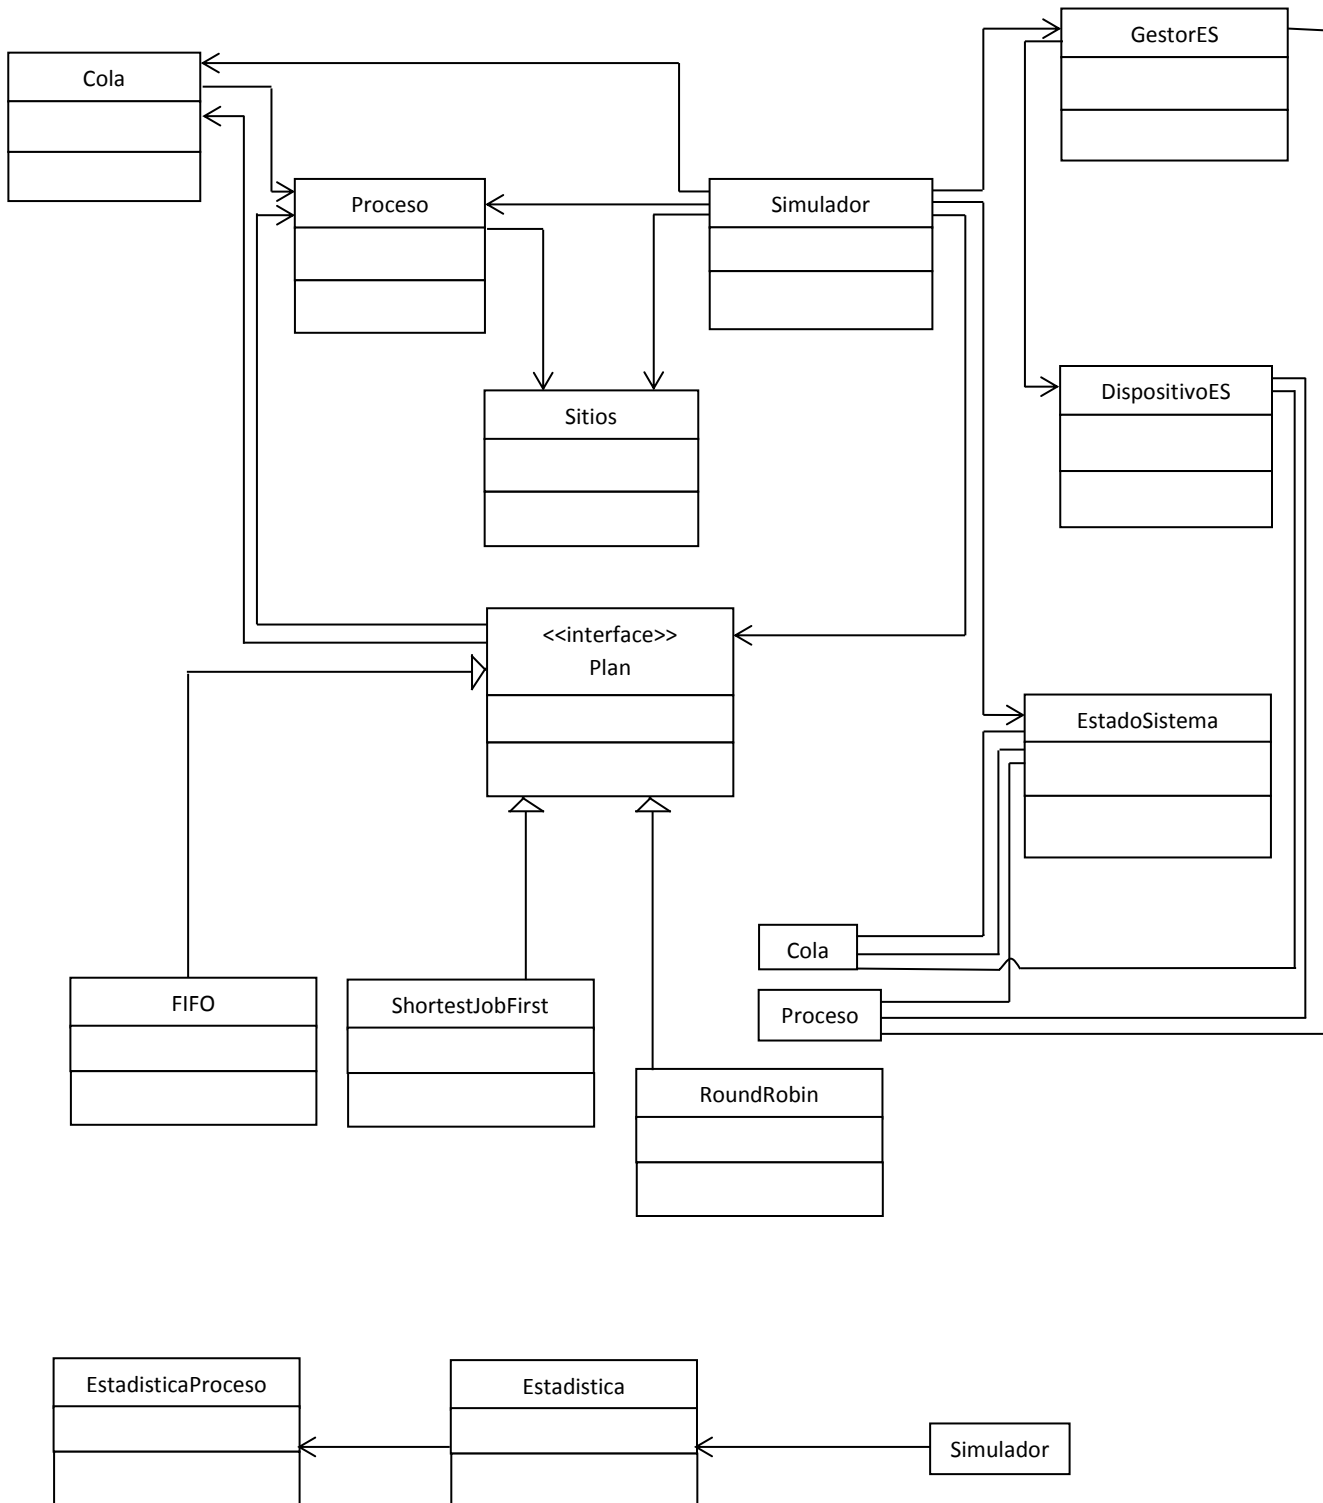 GestorES
Cola
Proceso
Simulador
DispositivoES
Sitios
<<interface>>
Plan
EstadoSistema
Cola
FIFO
ShortestJobFirst
Proceso
RoundRobin
EstadisticaProceso
Estadistica
Simulador